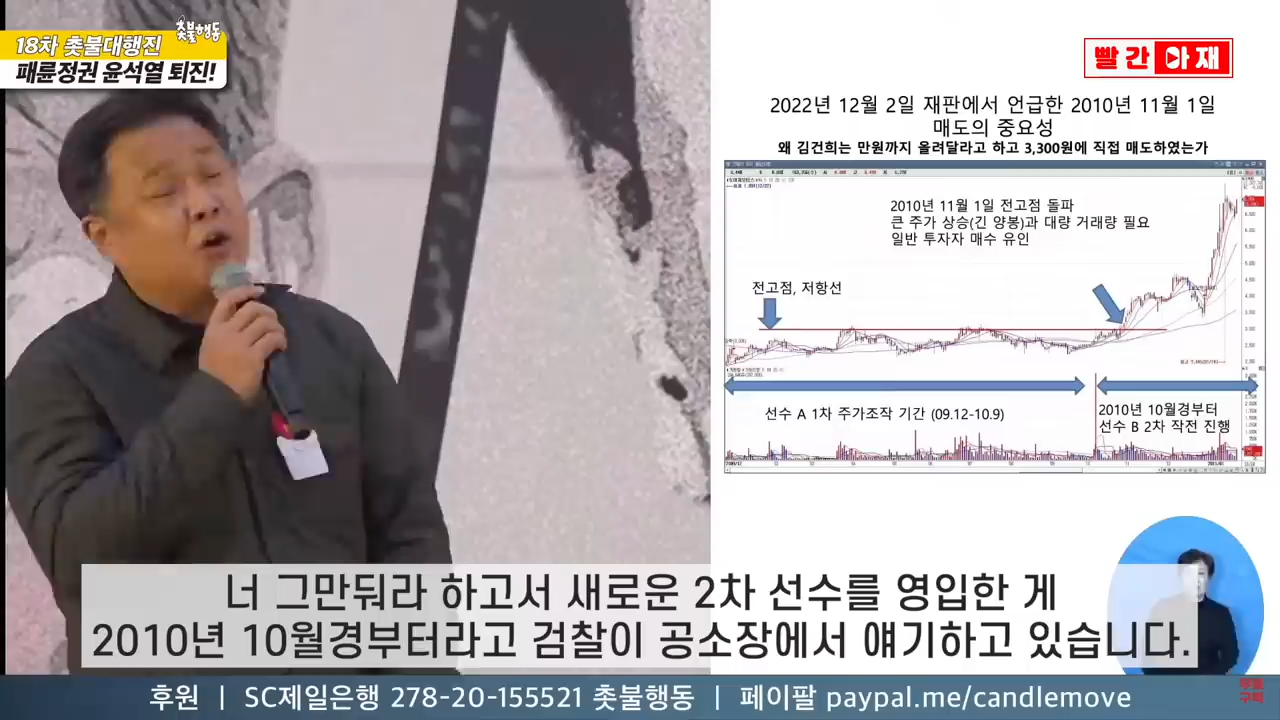 촛불행동
18차 촛불대행진
패륜정권 윤석열 퇴진!
빨간아재
2022년 12월 2일 재판에서 언급한 2010년 11월 1일
매도의 중요성
왜 김건희는 만원까지 올려달라고 하고 3,300원에 직접 매도하였는가
2010년 11월 1일 전고점 돌파
큰 주가 상승(긴 양봉)과 대량 거래량 필요
일반 투자자 매수 유인
전고점, 저항선
선수 A 1차 주가조작 기간 (09.12-10.9)
2010년 10월경부터
선수 B 2차 작전 진행
너 그만둬라 하고서 새로운 2차 선수를 영입한 게
2010년 10월경부터라고 검찰이 공소장에서 얘기하고 있습니다.
후원 | SC제일은행 278-20-155521 촛불행동 | 페이팔 paypal.me/candlemove